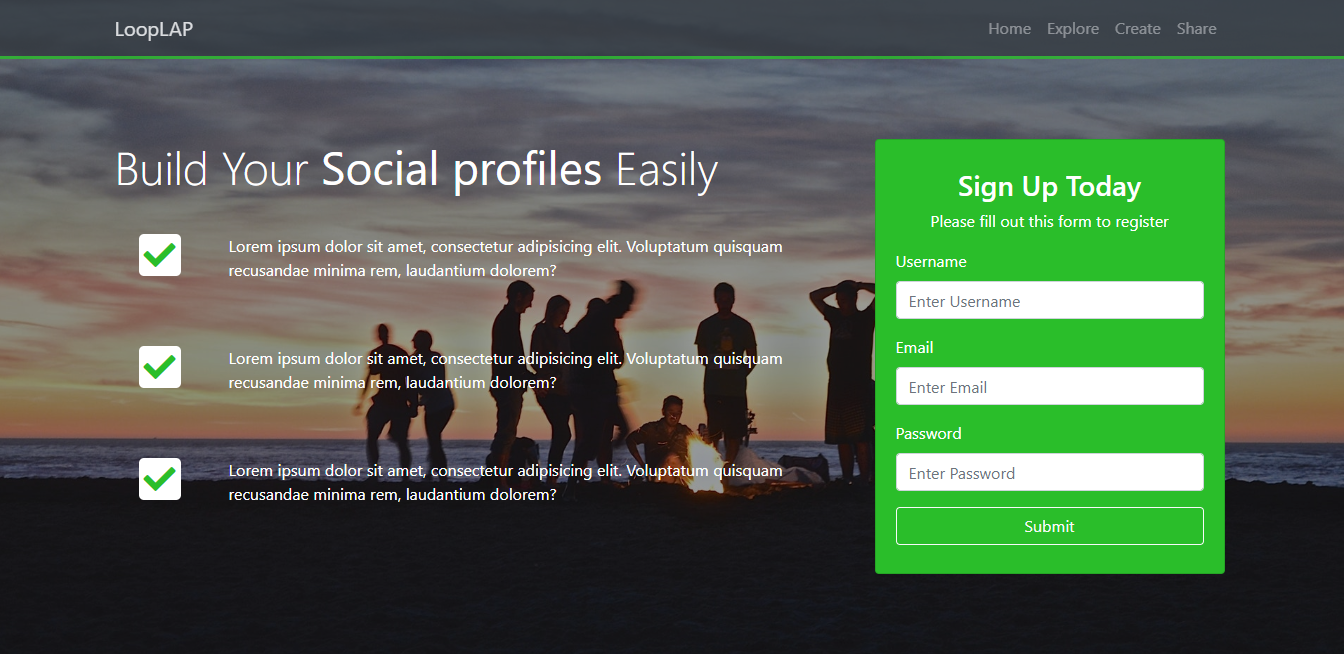 LoopLAP
Home Explore Create Share
Build Your Social profiles Easily
Lorem ipsum dolor sit amet, consectetur adipisicing elit. Voluptatum quisquam
recusandae minima rem, laudantium dolorem?
Lorem ipsum dolor sit amet, consectetur adipisicing elit. Voluptatum quisquam
recusandae minima rem, laudantium dolorem?
Lorem ipsum dolor sit amet, consectetur adipisicing elit. Voluptatum quisquam
recusandae minima rem, laudantium dolorem?
Sign Up Today
Please fill out this form to register
Username
Enter Username
Email
Enter Email
Password
Enter Password
Submit